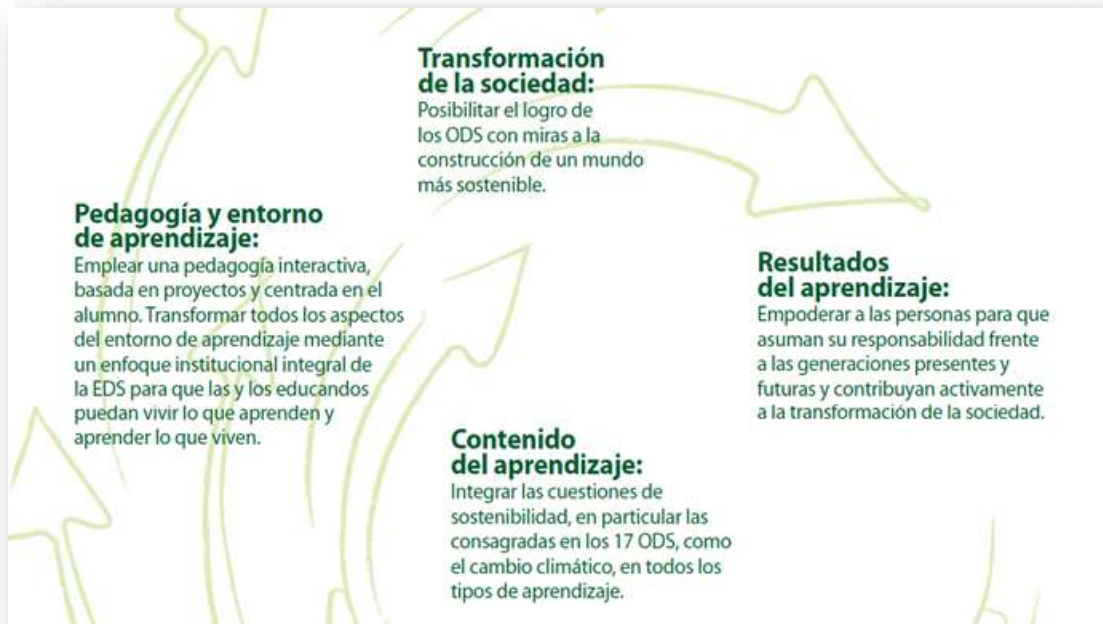 Transformación
de la sociedad:
Posibilitar el logro de
los ODS con miras a la
construcción de un mundo
más sostenible.
Pedagogía y entorno
de aprendizaje:
Emplear una pedagogía interactiva,
basada en proyectos y centrada en el
alumno. Transformar todos los aspectos
del entorno de aprendizaje mediante
un enfoque institucional integral de
la EDS para que las y los educandos
puedan vivir lo que aprenden y
aprender lo que viven.
Resultados
del aprendizaje:
Empoderar a las personas para que
asuman su responsabilidad frente
a las generaciones presentes y
futuras y contribuyan activamente
a la transformación de la sociedad.
Contenido
del aprendizaje:
Integrar las cuestiones de
sostenibilidad, en particular las
consagradas en los 17 ODS, como
el cambio climático, en todos los
tipos de aprendizaje.